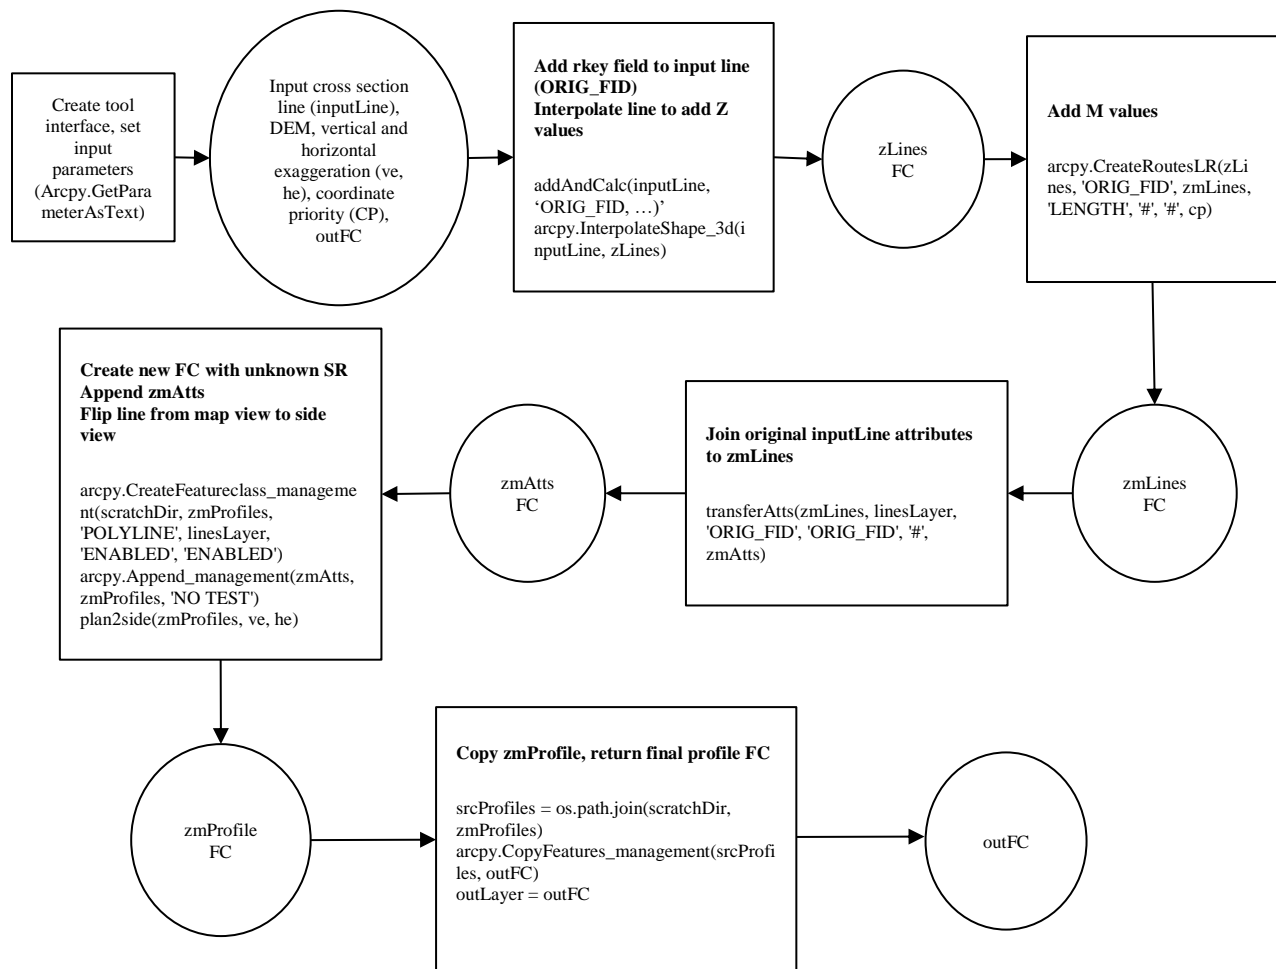 Create tool
interface, set
input
parameters
(Arcpy.GetPara
meterAsText)
Input cross section
line (inputLine),
DEM, vertical and
horizontal
exaggeration (ve,
he), coordinate
priority (CP),
outFC
Add rkey field to input line
(ORIG_FID)
Interpolate line to add Z
values
addAndCalc(inputLine,
‘ORIG_FID, …)’
arcpy.InterpolateShape_3d(i
nputLine, zLines)
zLines
FC
Add M values
arcpy.CreateRoutesLR(zLi
nes, 'ORIG_FID', zmLines,
'LENGTH', '#', '#', cp)
Create new FC with unknown SR
Append zmAtts
Flip line from map view to side
view
arcpy.CreateFeatureclass_manageme
nt(scratchDir, zmProfiles,
'POLYLINE', linesLayer,
'ENABLED', 'ENABLED')
arcpy.Append_management(zmAtts,
zmProfiles, 'NO TEST')
plan2side(zmProfiles, ve, he)
zmAtts
FC
Join original inputLine attributes
to zmLines
transferAtts(zmLines, linesLayer,
'ORIG_FID', 'ORIG_FID', '#',
zmAtts)
zmLines
FC
zmProfile
FC
Copy zmProfile, return final profile FC
srcProfiles = os.path.join(scratchDir,
zmProfiles)
arcpy.CopyFeatures_management(srcProfi
les, outFC)
outLayer = outFC
outFC